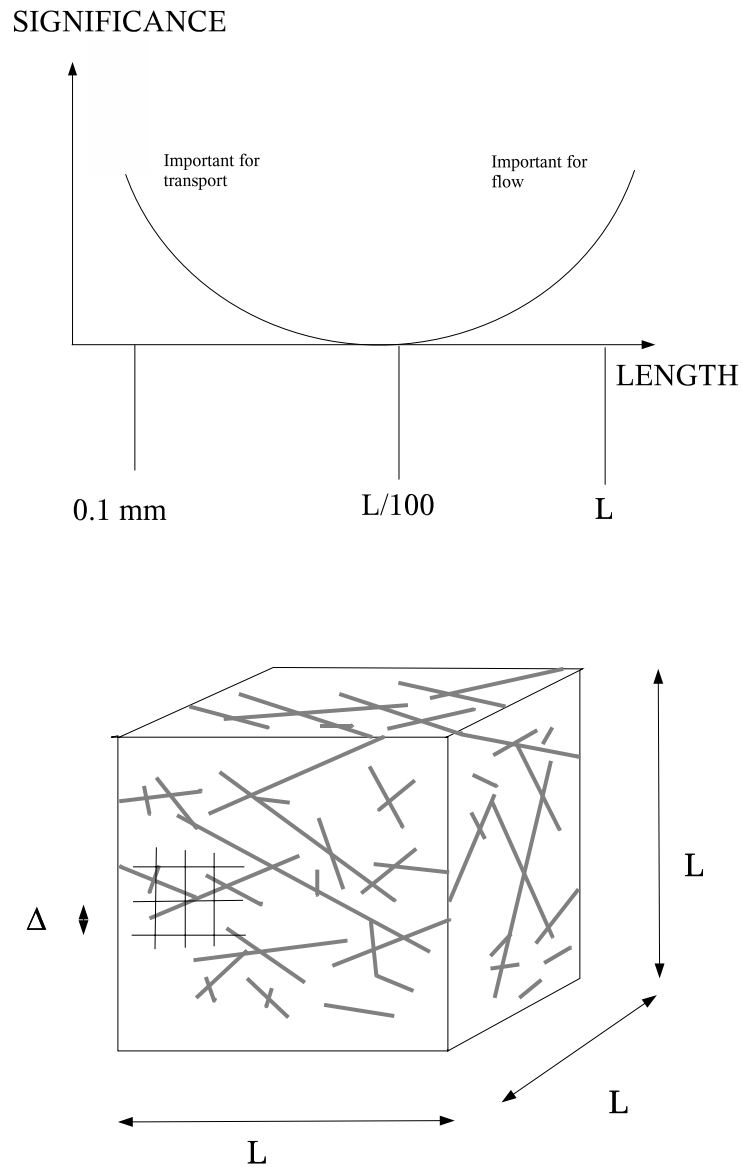 SIGNIFICANCE
Important for
transport
Important for
flow
LENGTH
0.1 mm
L/100
L
L
Δ
L
L